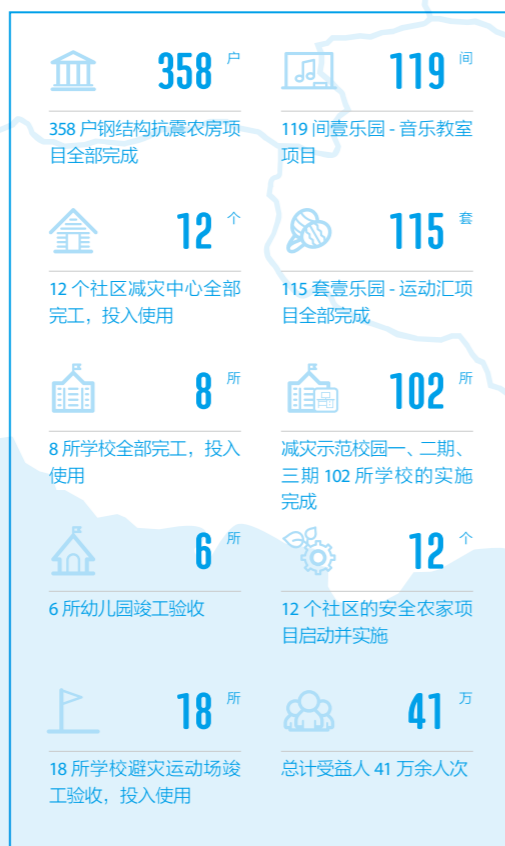 358 户
358 户钢结构抗震农房项
目全部完成
119 间
119 间壹乐园 - 音乐教室
项目
12 个
12 个社区减灾中心全部
完工，投入使用
115 套
115 套壹乐园 - 运动汇项
目全部完成
8 所
8 所学校全部完工，投入
使用
102 所
减灾示范校园一、二期、
三期 102 所学校的实施
完成
6 所
6 所幼儿园竣工验收
12 个
12 个社区的安全农家项
目启动并实施
18 所
18 所学校避灾运动场竣
工验收，投入使用
41 万
总计受益人 41 万余人次